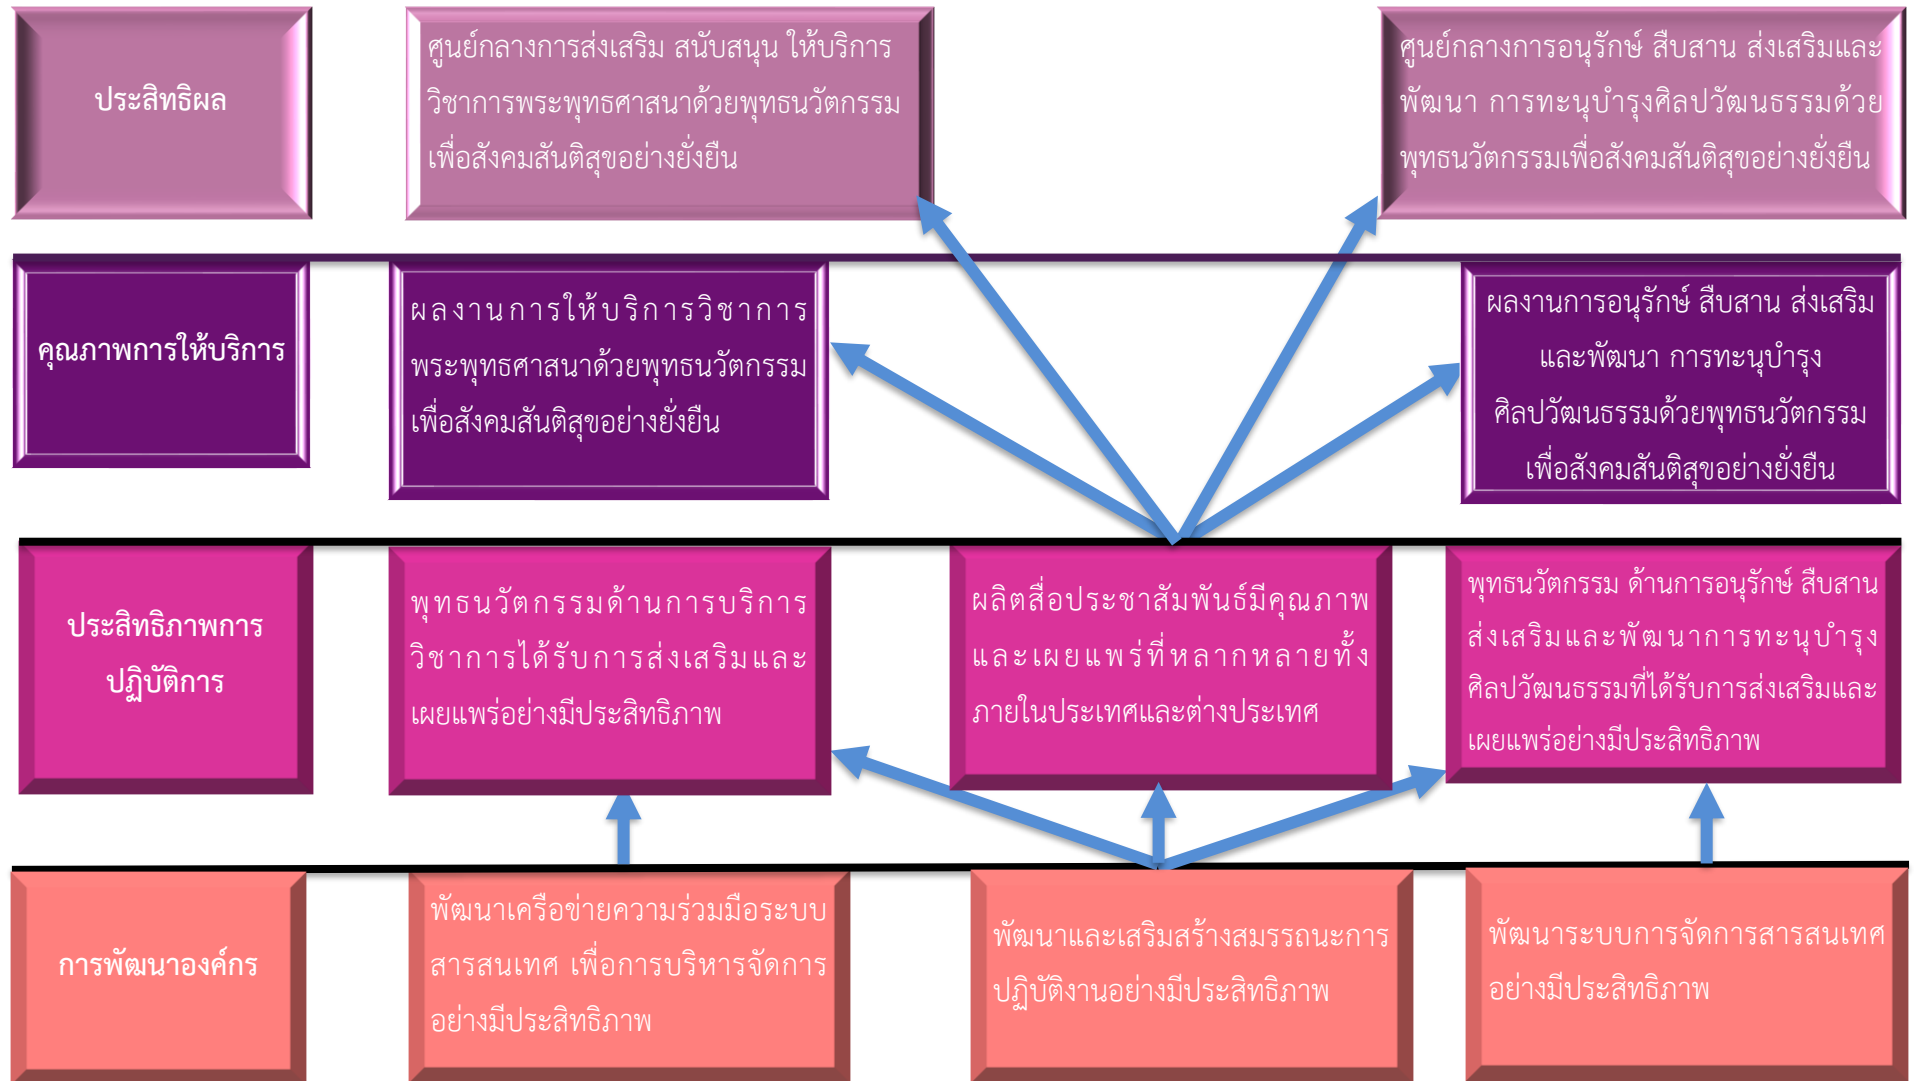 ประสิทธิผล
ศูนย์กลางการส่งเสริม สนับสนุน ให้บริการ
วิชาการพระพุทธศาสนาด้วยพุทธนวัตกรรม
เพื่อสังคมสันติสุขอย่างยั่งยืน
ศูนย์กลางการอนุรักษ์ สืบสาน ส่งเสริมและ
พัฒนา การทะนุบำรุงศิลปวัฒนธรรมด้วย
พุทธนวัตกรรมเพื่อสังคมสันติสุขอย่างยั่งยืน
คุณภาพการให้บริการ
ผลงานการให้บริการวิชาการ
พระพุทธศาสนาด้วยพุทธนวัตกรรม
เพื่อสังคมสันติสุขอย่างยั่งยืน
ผลงานการอนุรักษ์ สืบสาน ส่งเสริม
และพัฒนา การทะนุบำรุง
ศิลปวัฒนธรรมด้วยพุทธนวัตกรรม
เพื่อสังคมสันติสุขอย่างยั่งยืน
ประสิทธิภาพการ
ปฏิบัติการ
พุทธนวัตกรรมด้านการบริการ
วิชาการได้รับการส่งเสริมและ
เผยแพร่อย่างมีประสิทธิภาพ
ผลิตสื่อประชาสัมพันธ์มีคุณภาพ
และเผยแพร่ที่หลากหลายทั้ง
ภายในประเทศและต่างประเทศ
พุทธนวัตกรรม ด้านการอนุรักษ์ สืบสาน
ส่งเสริมและพัฒนาการทะนุบำรุง
ศิลปวัฒนธรรมที่ได้รับการส่งเสริมและ
เผยแพร่อย่างมีประสิทธิภาพ
การพัฒนาองค์กร
พัฒนาเครือข่ายความร่วมมือระบบ
สารสนเทศ เพื่อการบริหารจัดการ
อย่างมีประสิทธิภาพ
พัฒนาและเสริมสร้างสมรรถนะการ
ปฏิบัติงานอย่างมีประสิทธิภาพ
พัฒนาระบบการจัดการสารสนเทศ
อย่างมีประสิทธิภาพ